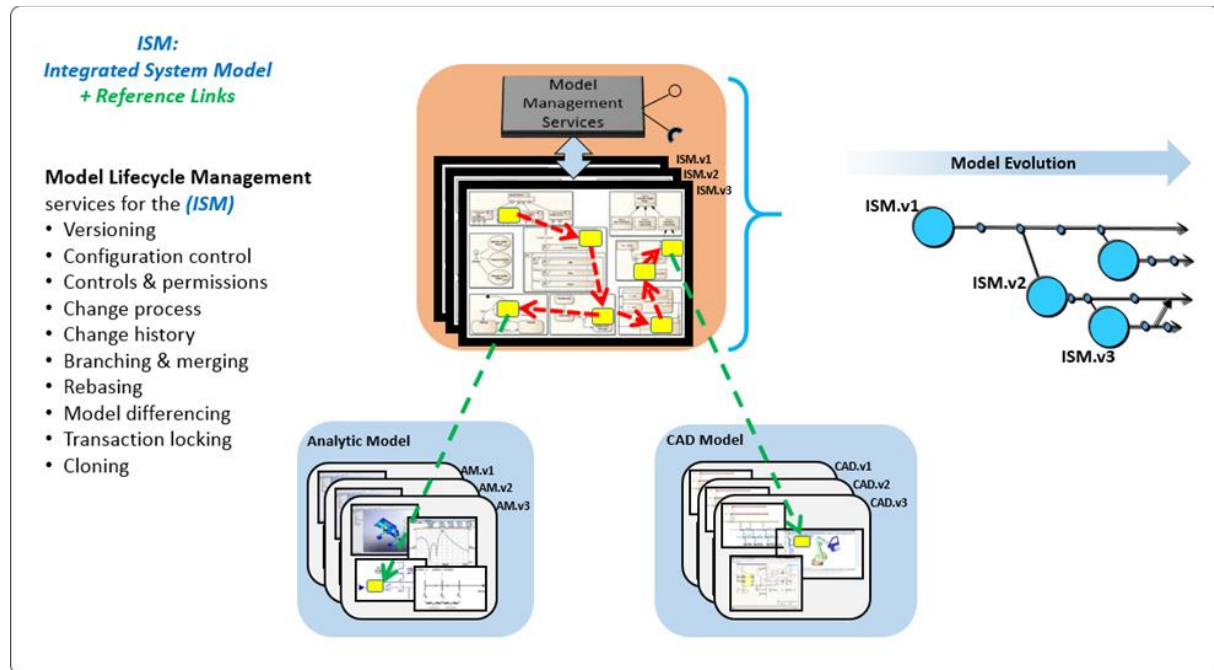 ISM:
Integrated System Model
+ Reference Links
Model Lifecycle Management
services for the (ISM)
• Versioning
• Configuration control
• Controls & permissions
• Change process
• Change history
• Branching & merging
• Rebasing
• Model differencing
• Transaction locking
• Cloning
Model
Management
Services
ISM.v1
ISM.v2
ISM.v3
Model Evolution
ISM.v1
ISM.v2
ISM.v3
Analytic Model
AM.v1
AM.v2
AM.v3
CAD Model
CAD.v1
CAD.v2
CAD.v3